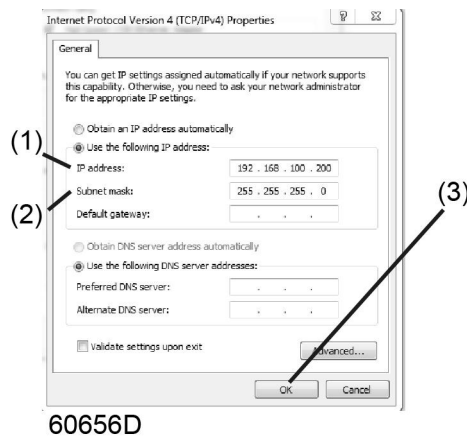 Internet Protocol Version 4 (TCP/IPv4) Properties
General
You can get IP settings assigned automatically if your network supports
this capability. Otherwise, you need to ask your network administrator
for the appropriate IP settings.
Obtain an IP address automatically
(1)
Use the following IP address:
IP address: 192 . 168 . 100 . 200
(2)
Subnet mask: 255 . 255 . 255 . 0
(3)
Default gateway: . . .
Obtain DNS server address automatically
Use the following DNS server addresses:
Preferred DNS server: . . .
Alternate DNS server: . . .
Validate settings upon exit
Advanced...
OK Cancel
60656D